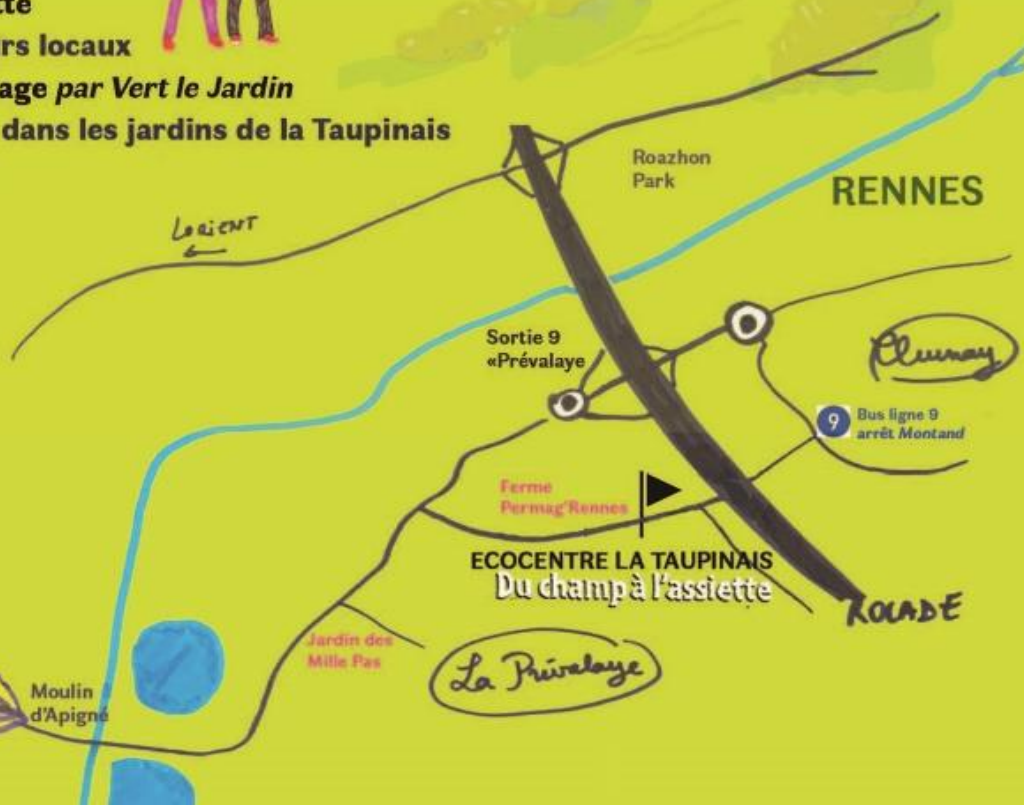 tte
rs locaux
age par Vert le Jardin
dans les jardins de la Taupinais
Roazhon
Park
RENNES
LORIENT
Sortie 9
«Prévalaye
Cleunay
9
Bus ligne 9
arrêt Montand
Ferme
Permag'Rennes
ECOCENTRE LA TAUPINAIS
Du champ à l'assiette
ROCADE
Jardin des
Mille Pas
La Prévalaye
Moulin
d'Apigné